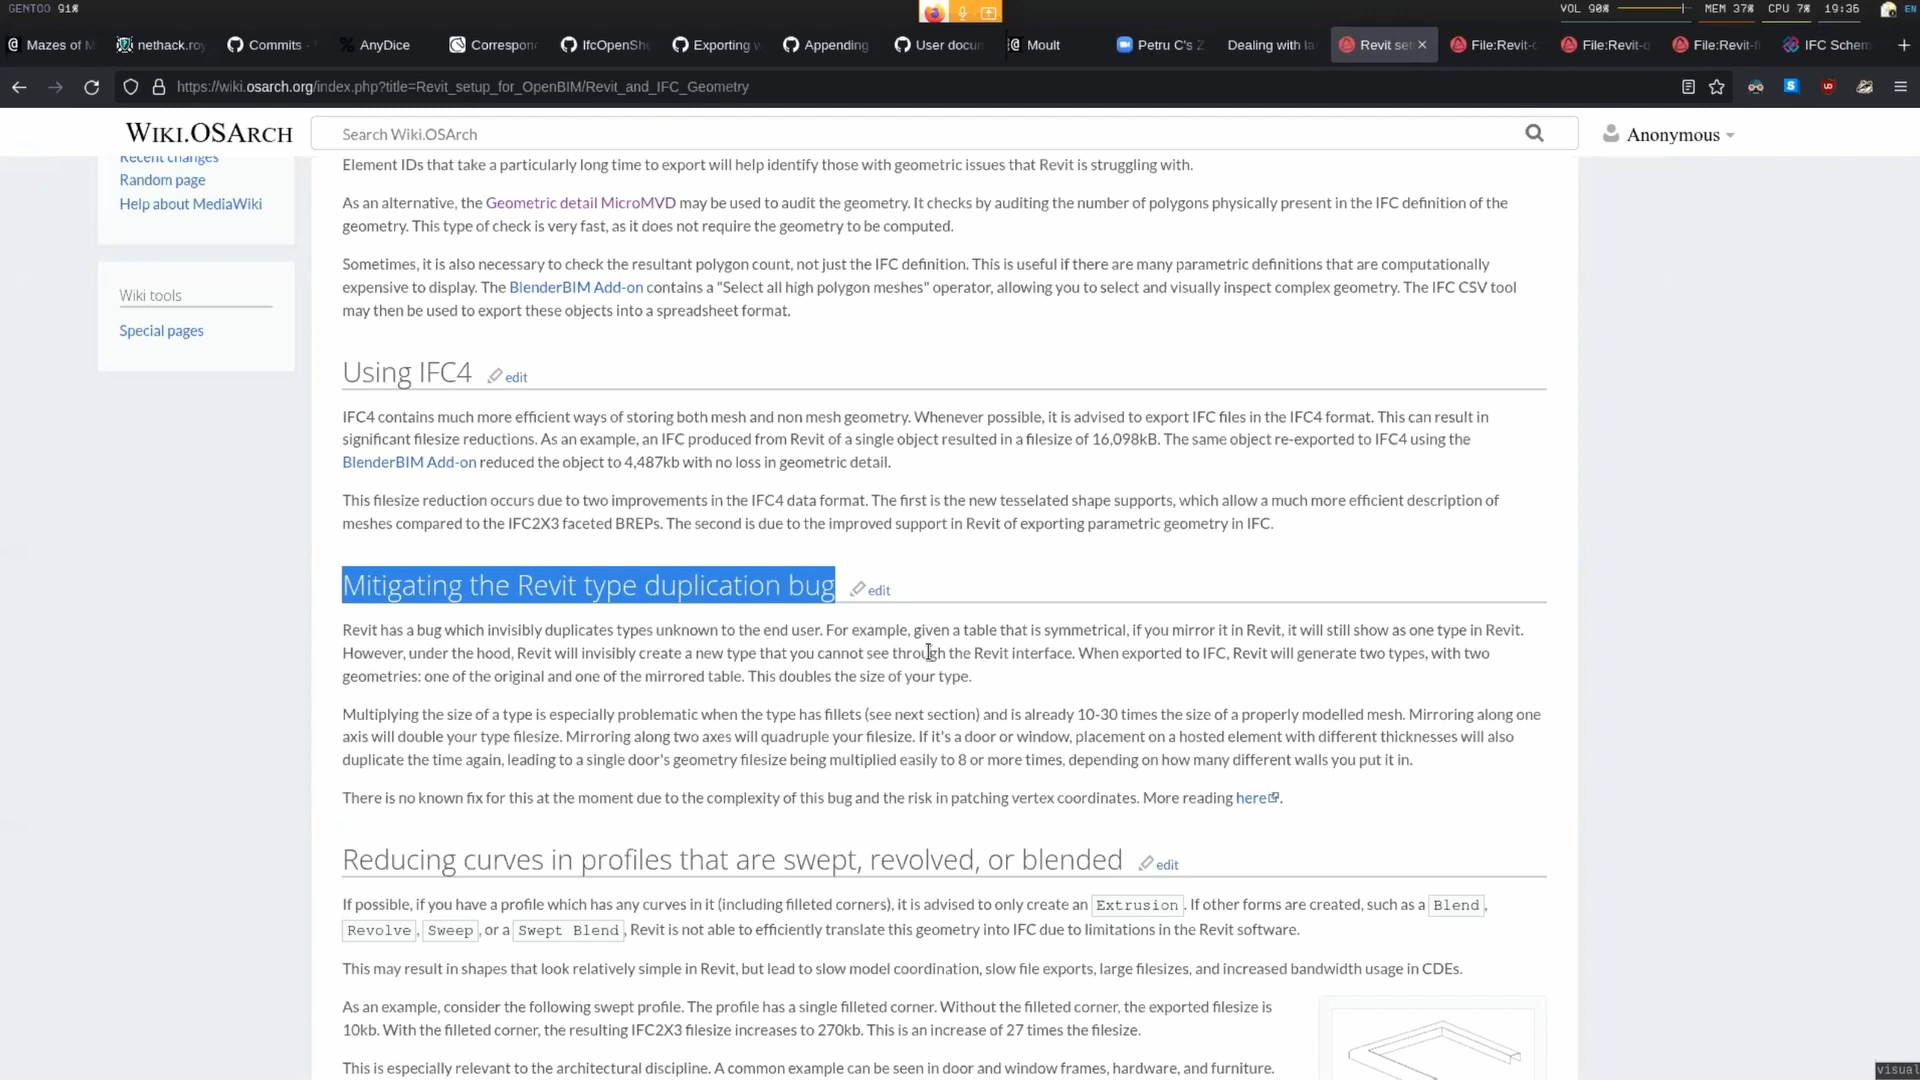 GENTOO 91%
VOL 90% MEM 37% CPU 7% 19:36 EN
Mazes of M nethack.roy Commits · AnyDice Correspon IfcOpenShe Exporting w Appending User docum Moult Petru C's Z Dealing with la Revit set File:Revit-c File:Revit-o File:Revit-fi IFC Schem
https://wiki.osarch.org/index.php?title=Revit_setup_for_OpenBIM/Revit_and_IFC_Geometry
WIKI.OSARCH Search Wiki.OSArch Anonymous
Recent changes
Random page
Help about MediaWiki
Wiki tools
Special pages
Element IDs that take a particularly long time to export will help identify those with geometric issues that Revit is struggling with.
As an alternative, the Geometric detail MicroMVD may be used to audit the geometry. It checks by auditing the number of polygons physically present in the IFC definition of the
geometry. This type of check is very fast, as it does not require the geometry to be computed.
Sometimes, it is also necessary to check the resultant polygon count, not just the IFC definition. This is useful if there are many parametric definitions that are computationally
expensive to display. The BlenderBIM Add-on contains a "Select all high polygon meshes" operator, allowing you to select and visually inspect complex geometry. The IFC CSV tool
may then be used to export these objects into a spreadsheet format.
Using IFC4 edit
IFC4 contains much more efficient ways of storing both mesh and non mesh geometry. Whenever possible, it is advised to export IFC files in the IFC4 format. This can result in
significant filesize reductions. As an example, an IFC produced from Revit of a single object resulted in a filesize of 16,098kB. The same object re-exported to IFC4 using the
BlenderBIM Add-on reduced the object to 4,487kb with no loss in geometric detail.
This filesize reduction occurs due to two improvements in the IFC4 data format. The first is the new tesselated shape supports, which allow a much more efficient description of
meshes compared to the IFC2X3 faceted BREPs. The second is due to the improved support in Revit of exporting parametric geometry in IFC.
Mitigating the Revit type duplication bug edit
Revit has a bug which invisibly duplicates types unknown to the end user. For example, given a table that is symmetrical, if you mirror it in Revit, it will still show as one type in Revit.
However, under the hood, Revit will invisibly create a new type that you cannot see through the Revit interface. When exported to IFC, Revit will generate two types, with two
geometries: one of the original and one of the mirrored table. This doubles the size of your type.
Multiplying the size of a type is especially problematic when the type has fillets (see next section) and is already 10-30 times the size of a properly modelled mesh. Mirroring along one
axis will double your type filesize. Mirroring along two axes will quadruple your filesize. If it's a door or window, placement on a hosted element with different thicknesses will also
duplicate the time again, leading to a single door's geometry filesize being multiplied easily to 8 or more times, depending on how many different walls you put it in.
There is no known fix for this at the moment due to the complexity of this bug and the risk in patching vertex coordinates. More reading here.
Reducing curves in profiles that are swept, revolved, or blended edit
If possible, if you have a profile which has any curves in it (including filleted corners), it is advised to only create an Extrusion. If other forms are created, such as a Blend,
Revolve, Sweep, or a Swept Blend, Revit is not able to efficiently translate this geometry into IFC due to limitations in the Revit software.
This may result in shapes that look relatively simple in Revit, but lead to slow model coordination, slow file exports, large filesizes, and increased bandwidth usage in CDEs.
As an example, consider the following swept profile. The profile has a single filleted corner. Without the filleted corner, the exported filesize is
10kb. With the filleted corner, the resulting IFC2X3 filesize increases to 270kb. This is an increase of 27 times the filesize.
This is especially relevant to the architectural discipline. A common example can be seen in door and window frames, hardware, and furniture.
visual